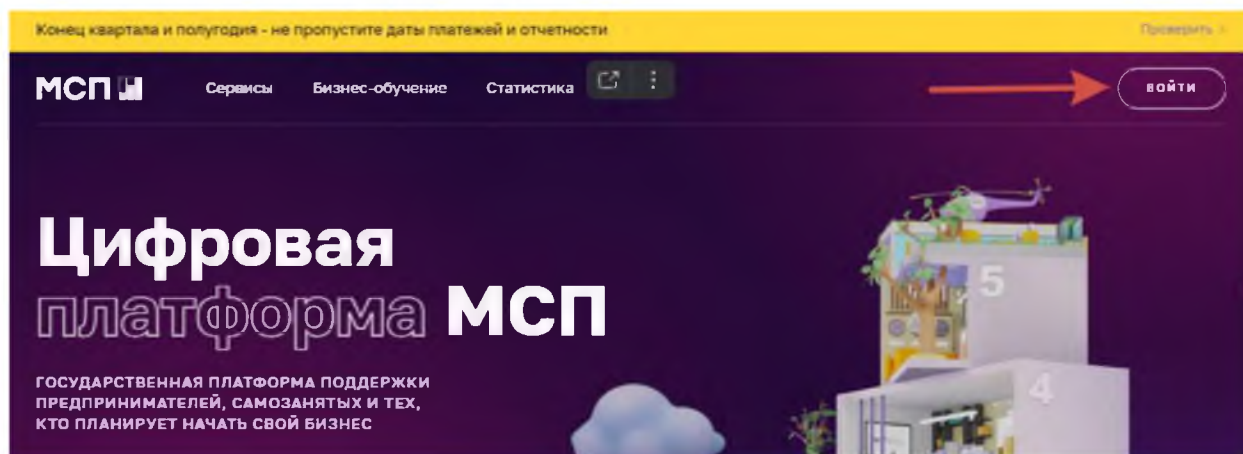 Конец квартала и полугодия - не пропустите даты платежей и отчетности
Проверить >
МСП
Сервисы Бизнес-обучение Статистика
ВОЙТИ
Цифровая
платформа МСП
ГОСУДАРСТВЕННАЯ ПЛАТФОРМА ПОДДЕРЖКИ
ПРЕДПРИНИМАТЕЛЕЙ, САМОЗАНЯТЫХ И ТЕХ,
КТО ПЛАНИРУЕТ НАЧАТЬ СВОЙ БИЗНЕС
5
4